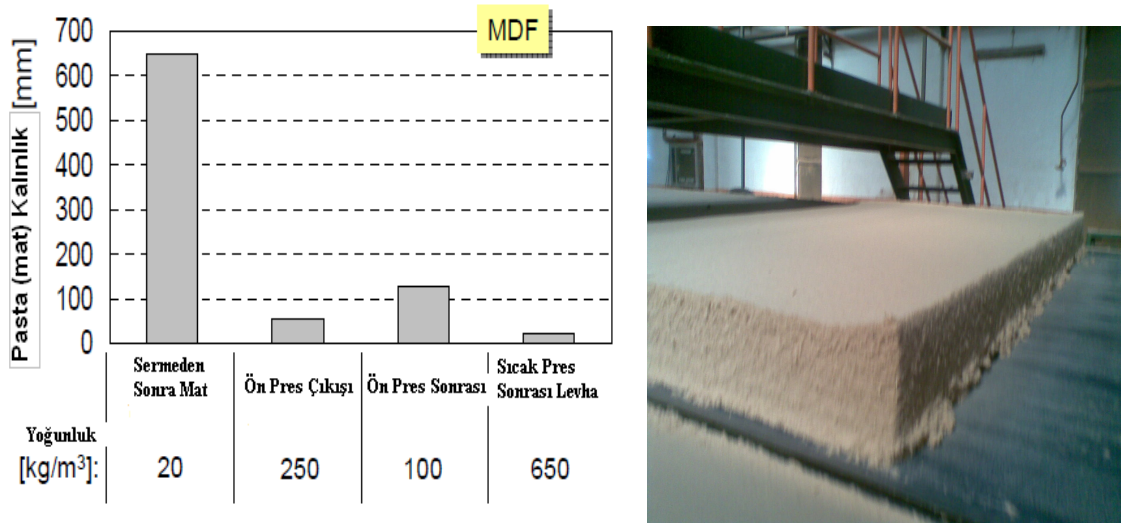 MDF
Pasta (mat) Kalınlık [mm]
700
600
500
400
300
200
100
0
Sermeden
Sonra Mat
Ön Pres Çıkışı
Ön Pres Sonrası
Sıcak Pres
Sonrası Levha
Yoğunluk
[kg/m³]:
20
250
100
650